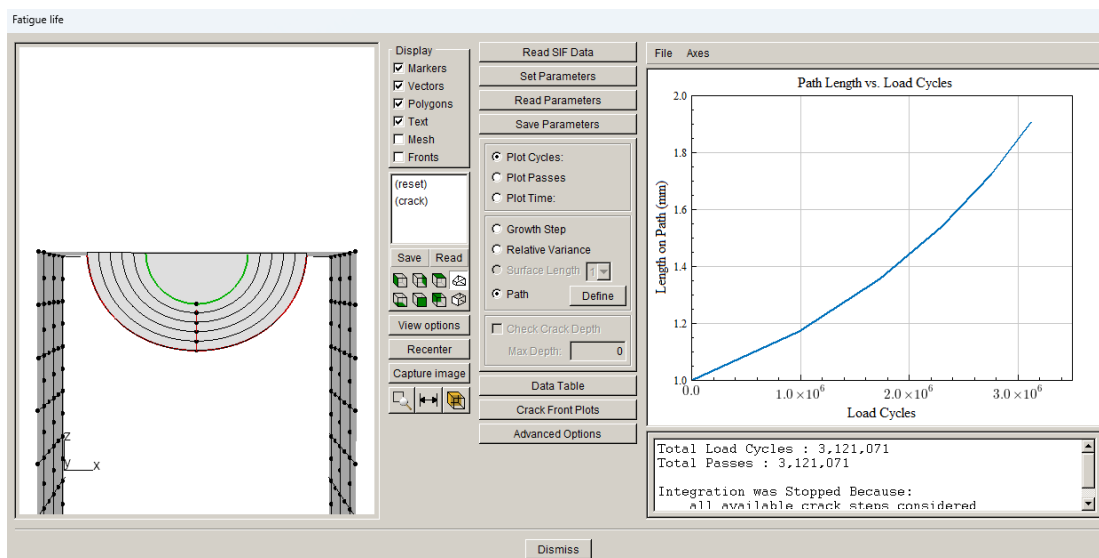 Fatigue life
Display
Markers
Vectors
Polygons
Text
Mesh
Fronts
(reset)
(crack)
Save Read
View options
Recenter
Capture image
Read SIF Data
Set Parameters
Read Parameters
Save Parameters
Plot Cycles:
Plot Passes
Plot Time:
Growth Step
Relative Variance
Surface Length 1
Path Define
Check Crack Depth
Max Depth: 0
Data Table
Crack Front Plots
Advanced Options
File Axes
Path Length vs. Load Cycles
Length on Path (mm)
2.0
1.8
1.6
1.4
1.2
1.0
0.0 1.0×10⁶ 2.0×10⁶ 3.0×10⁶
Load Cycles
Total Load Cycles : 3,121,071
Total Passes : 3,121,071
Integration was Stopped Because:
all available crack steps considered
Z
y x
Dismiss